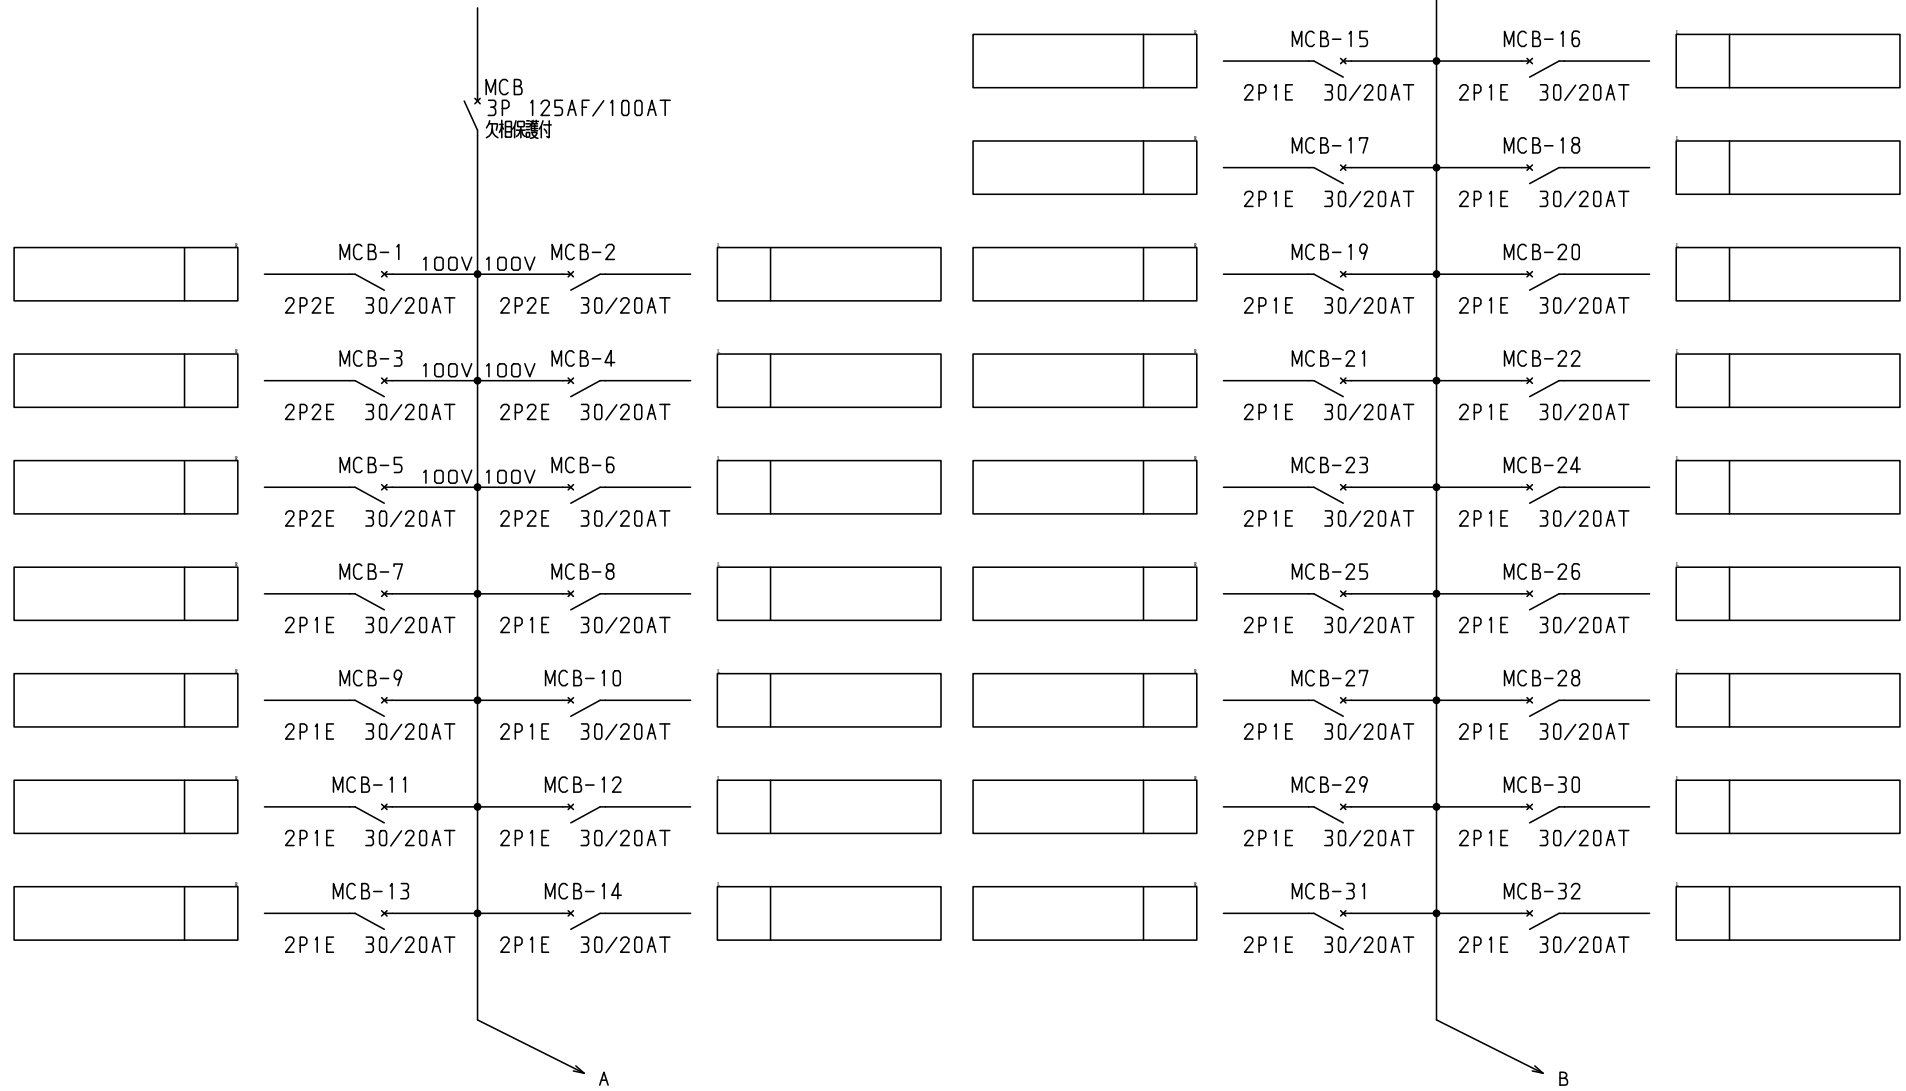 MCB
3P 125AF/100AT
欠相保護付
MCB-1 100V 100V MCB-2
2P2E 30/20AT 2P2E 30/20AT
MCB-3 100V 100V MCB-4
2P2E 30/20AT 2P2E 30/20AT
MCB-5 100V 100V MCB-6
2P2E 30/20AT 2P2E 30/20AT
MCB-7 MCB-8
2P1E 30/20AT 2P1E 30/20AT
MCB-9 MCB-10
2P1E 30/20AT 2P1E 30/20AT
MCB-11 MCB-12
2P1E 30/20AT 2P1E 30/20AT
MCB-13 MCB-14
2P1E 30/20AT 2P1E 30/20AT
A
MCB-15 MCB-16
2P1E 30/20AT 2P1E 30/20AT
MCB-17 MCB-18
2P1E 30/20AT 2P1E 30/20AT
MCB-19 MCB-20
2P1E 30/20AT 2P1E 30/20AT
MCB-21 MCB-22
2P1E 30/20AT 2P1E 30/20AT
MCB-23 MCB-24
2P1E 30/20AT 2P1E 30/20AT
MCB-25 MCB-26
2P1E 30/20AT 2P1E 30/20AT
MCB-27 MCB-28
2P1E 30/20AT 2P1E 30/20AT
MCB-29 MCB-30
2P1E 30/20AT 2P1E 30/20AT
MCB-31 MCB-32
2P1E 30/20AT 2P1E 30/20AT
B